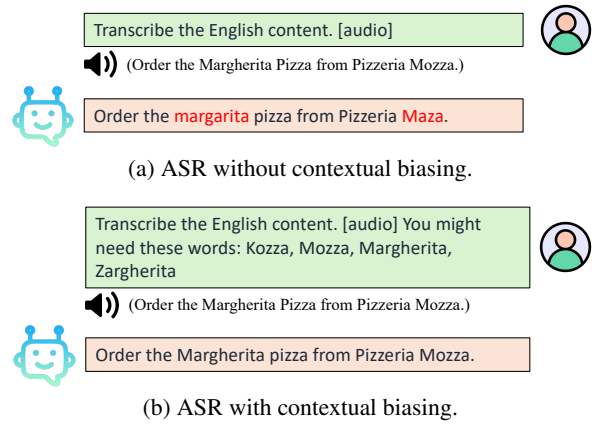 Transcribe the English content. [audio]
(Order the Margherita Pizza from Pizzeria Mozza.)
Order the margarita pizza from Pizzeria Maza.
(a) ASR without contextual biasing.
Transcribe the English content. [audio] You might
need these words: Kozza, Mozza, Margherita,
Zargherita
(Order the Margherita Pizza from Pizzeria Mozza.)
Order the Margherita pizza from Pizzeria Mozza.
(b) ASR with contextual biasing.